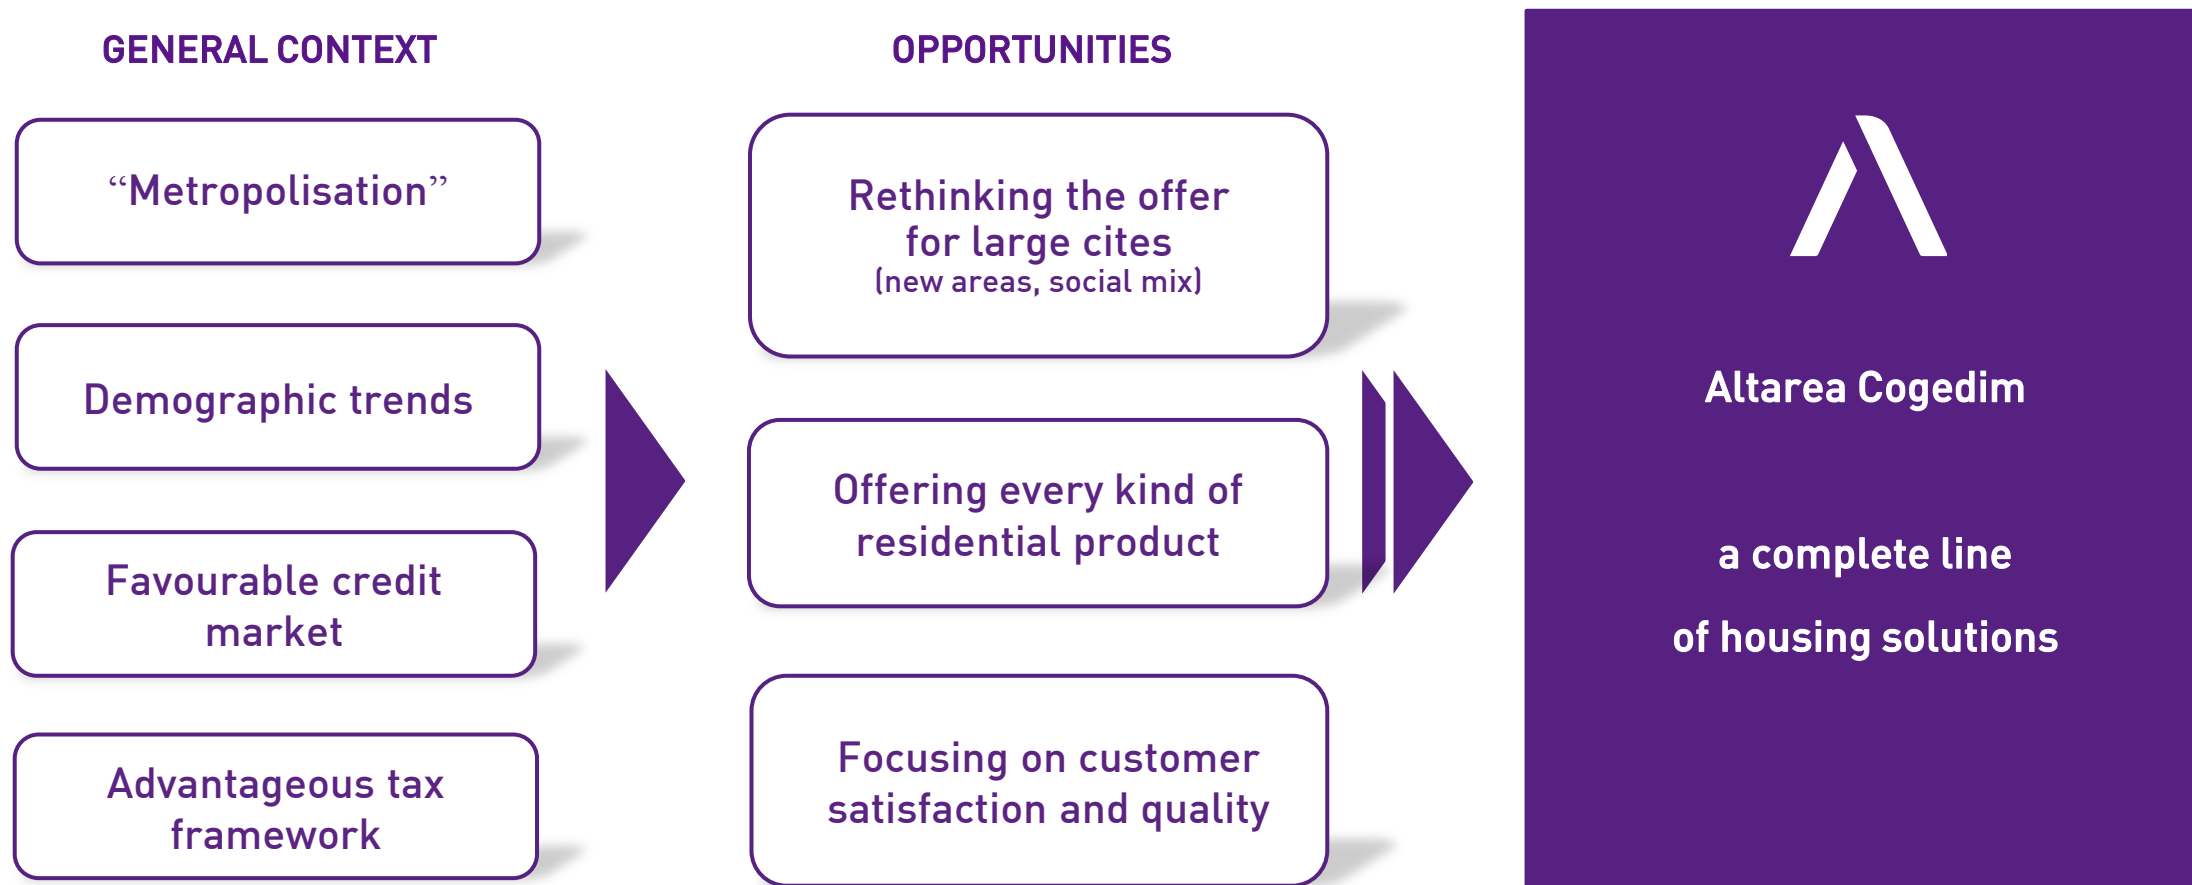 GENERAL CONTEXT
“Metropolisation”
Demographic trends
Favourable credit
market
Advantageous tax
framework
OPPORTUNITIES
Rethinking the offer
for large cites
(new areas, social mix)
Offering every kind of
residential product
Focusing on customer
satisfaction and quality
Altarea Cogedim
a complete line
of housing solutions